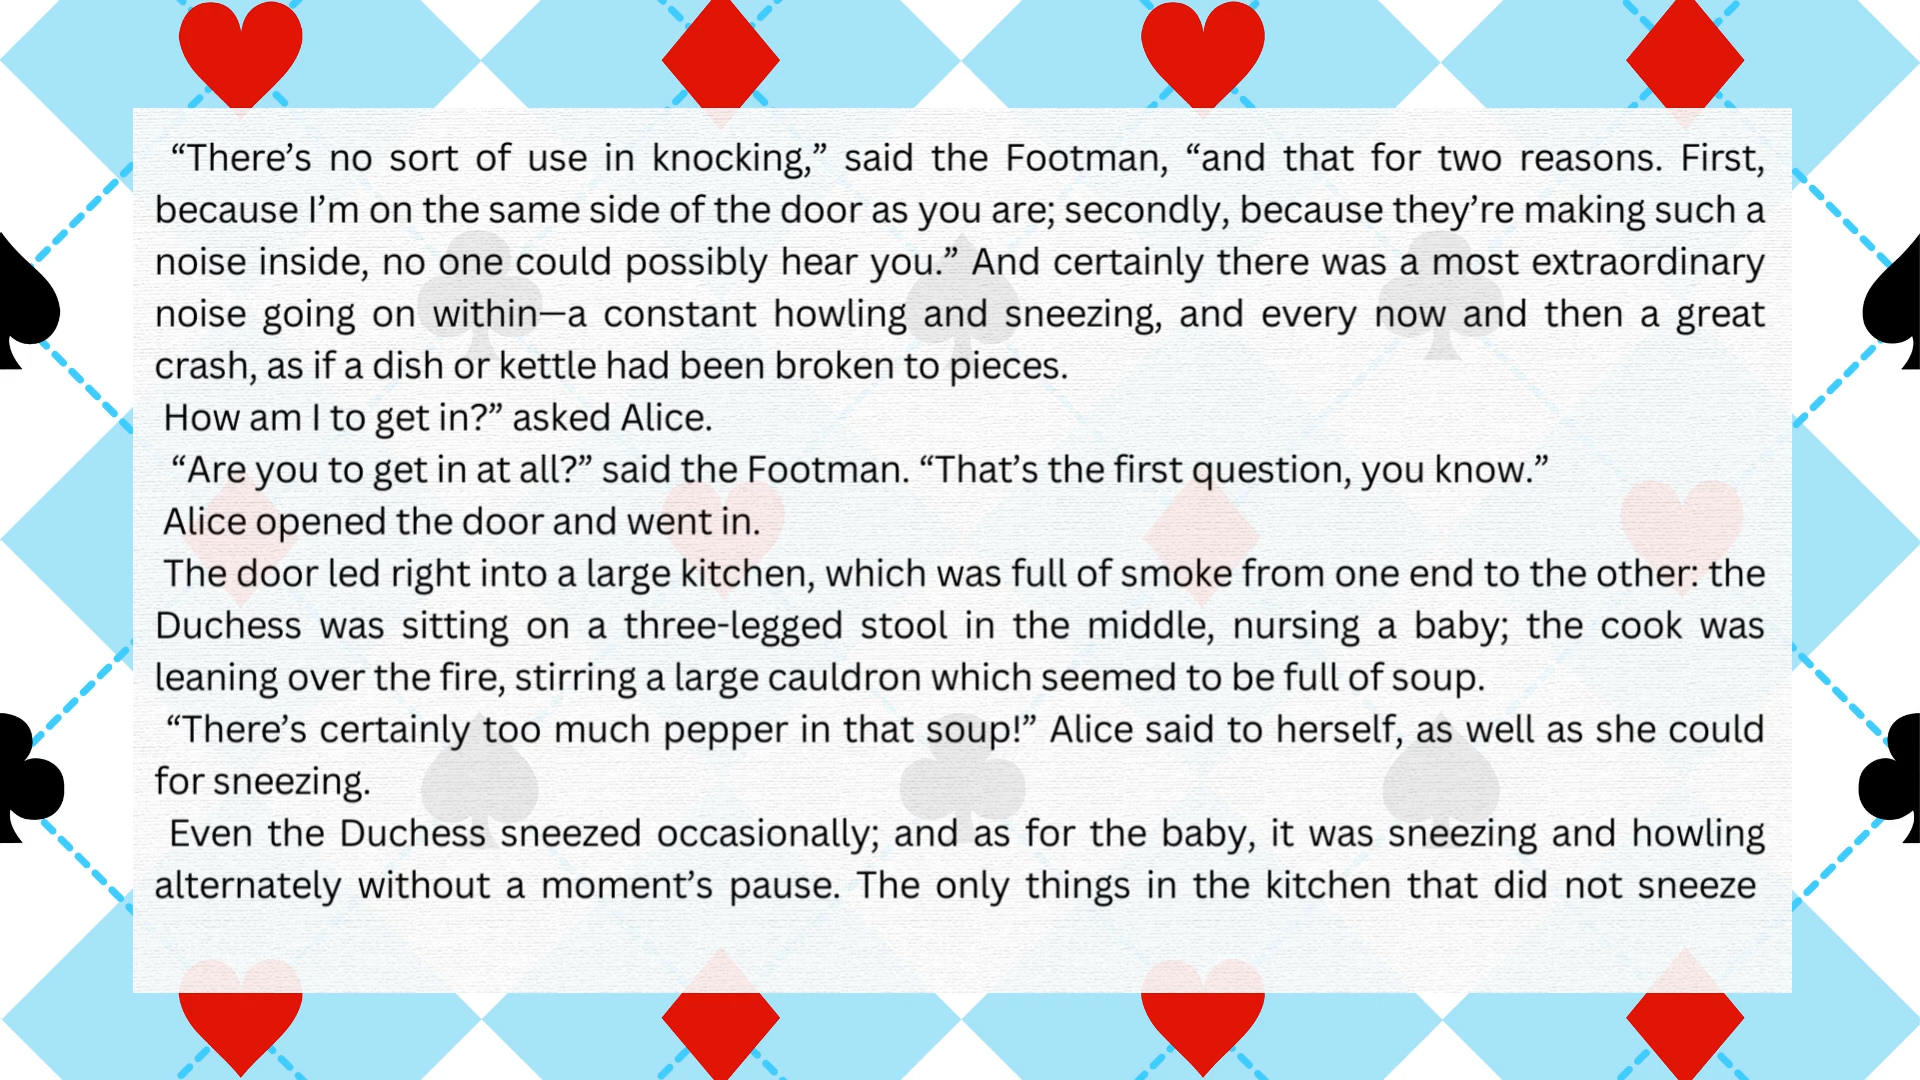 “There’s no sort of use in knocking,” said the Footman, “and that for two reasons. First,
because I’m on the same side of the door as you are; secondly, because they’re making such a
noise inside, no one could possibly hear you.” And certainly there was a most extraordinary
noise going on within—a constant howling and sneezing, and every now and then a great
crash, as if a dish or kettle had been broken to pieces.
How am I to get in?” asked Alice.
“Are you to get in at all?” said the Footman. “That’s the first question, you know.”
Alice opened the door and went in.
The door led right into a large kitchen, which was full of smoke from one end to the other: the
Duchess was sitting on a three-legged stool in the middle, nursing a baby; the cook was
leaning over the fire, stirring a large cauldron which seemed to be full of soup.
“There’s certainly too much pepper in that soup!” Alice said to herself, as well as she could
for sneezing.
Even the Duchess sneezed occasionally; and as for the baby, it was sneezing and howling
alternately without a moment’s pause. The only things in the kitchen that did not sneeze